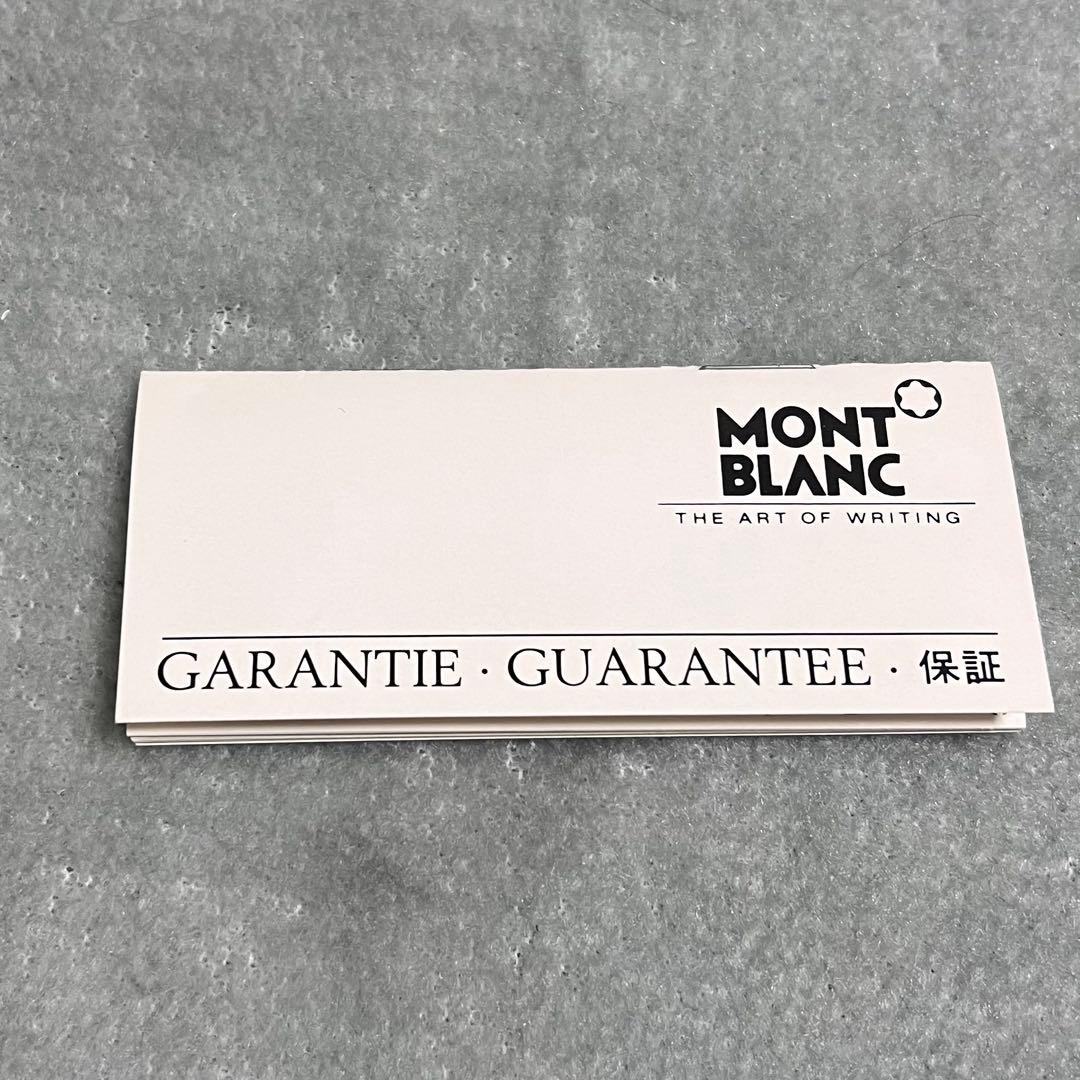 MONT
BLANC
THE ART OF WRITING
GARANTIE · GUARANTEE · 保証